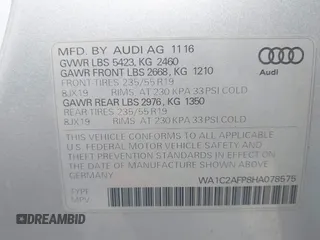 MFD. BY AUDI AG 11 16
GVWR LBS 5423, KG 2460
GAWR FRONT LBS 2668, KG 1210
FRONT TIRES 235/55 R19
8JX19 RIMS AT 230 KPA 33 PSI COLD
GAWR REAR LBS 2976, KG 1350
REAR TIRES 235/55 R19
8JX19 RIMS AT 230 KPA 33 PSI COLD.
Audi
THIS VEHICLE CONFORMS TO ALL APPLICABLE
U.S. FEDERAL MOTOR VEHICLE SAFETY AND
THEFT PREVENTION STANDARDS IN EFFECT ON
THE DATE OF MANUFACTURE SHOWN ABOVE
GERMANY WA1C2AFP8HA078575
TYPE:
MPV
DREAMBID